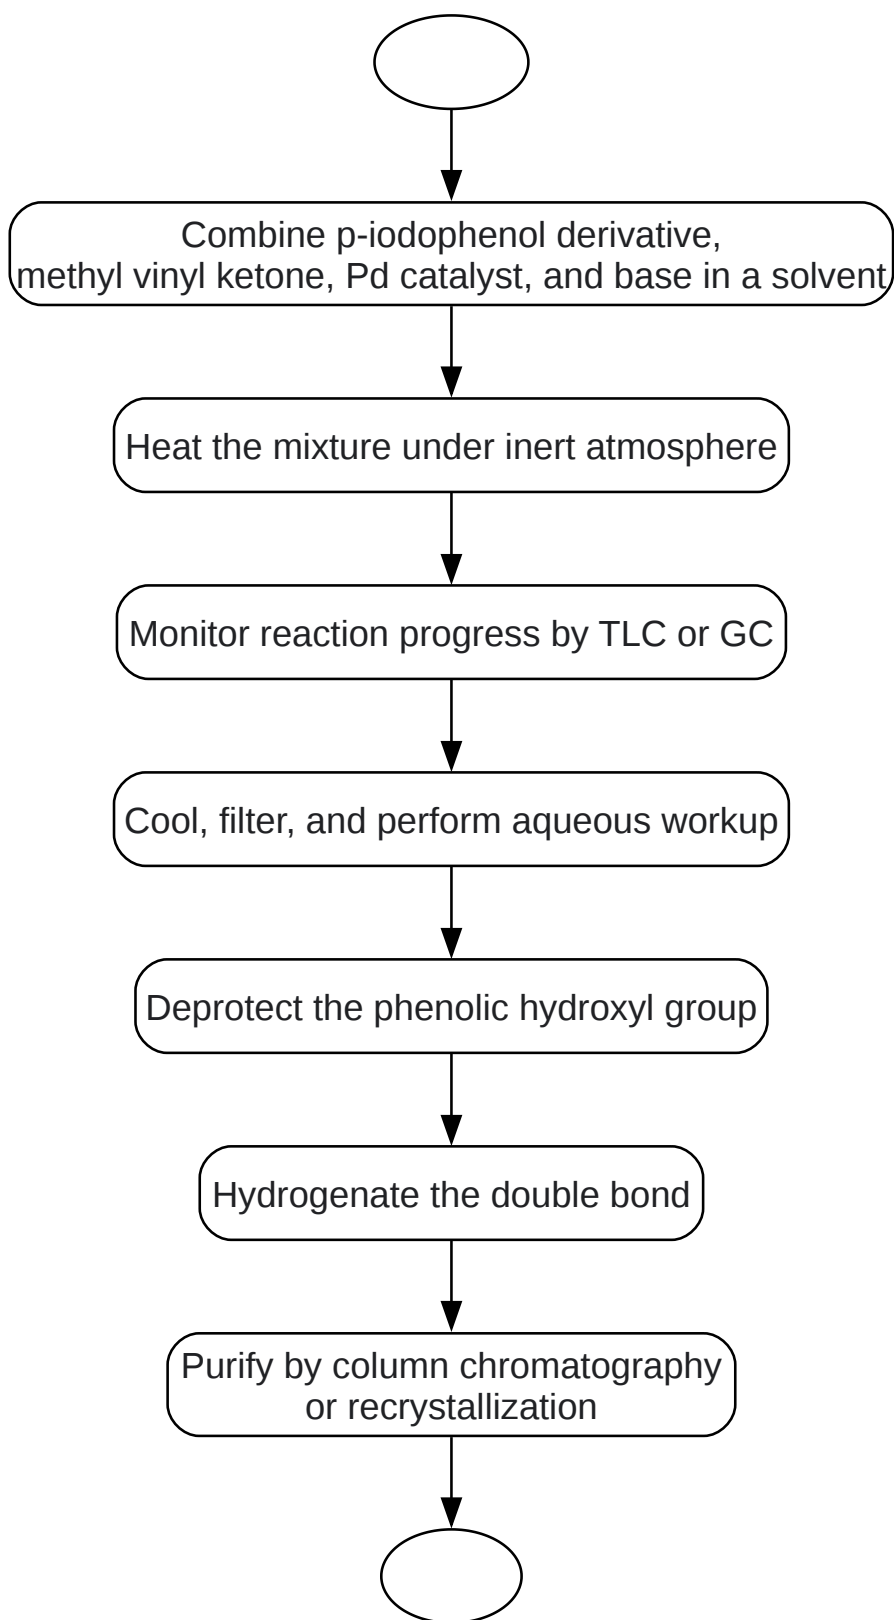 Combine p-iodophenol derivative,
methyl vinyl ketone, Pd catalyst, and base in a solvent
Heat the mixture under inert atmosphere
Monitor reaction progress by TLC or GC
Cool, filter, and perform aqueous workup
Deprotect the phenolic hydroxyl group
Hydrogenate the double bond
Purify by column chromatography
or recrystallization